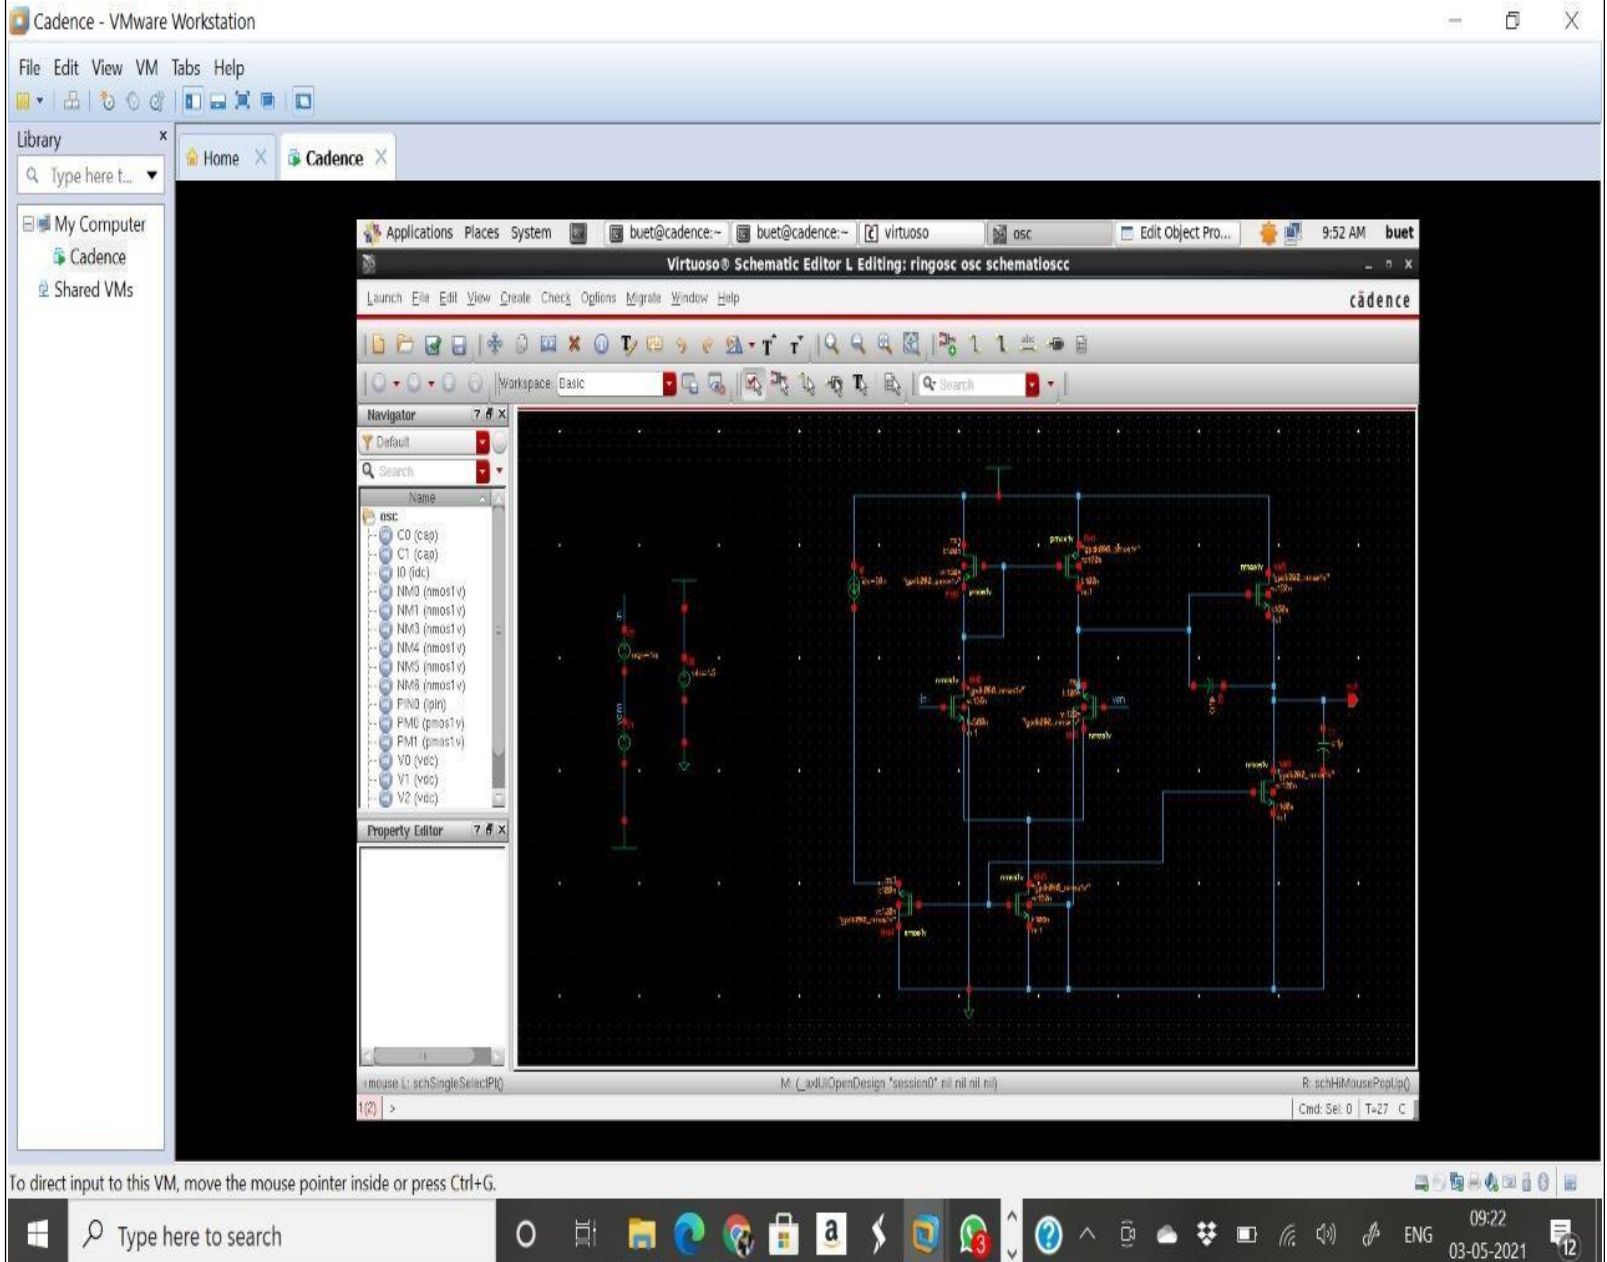 Cadence - VMware Workstation
File Edit View VM Tabs Help
Library x
Type here t...
Home
Cadence
My Computer
Cadence
Shared VMs
Applications Places System
buet@cadence:~
buet@cadence:~
virtuoso
osc
Edit Object Pro...
9:52 AM buet
Virtuoso® Schematic Editor L Editing: ringosc osc schematioscc
Launch File Edit View Create Check Options Migrate Window Help
cādence
Workspace: Basic
Search
Navigator
Default
Search
Name
osc
C0 (cap)
C1 (cap)
I0 (idc)
NM0 (nmos1v)
NM1 (nmos1v)
NM3 (nmos1v)
NM4 (nmos1v)
NM5 (nmos1v)
NM8 (nmos1v)
PIN0 (ipin)
PM0 (pmos1v)
PM1 (pmos1v)
V0 (vdc)
V1 (vdc)
V2 (vdc)
Property Editor
vcm
vcm
nmos1v
nmos1v
mouse L: schSingleSelectPt()
M: (_axlUiOpenDesign "session0" nil nil nil nil)
R: schHiMousePopUp()
1(2) >
Cmd: Sel: 0
T=27 C
To direct input to this VM, move the mouse pointer inside or press Ctrl+G.
Type here to search
ENG
09:22
03-05-2021
12